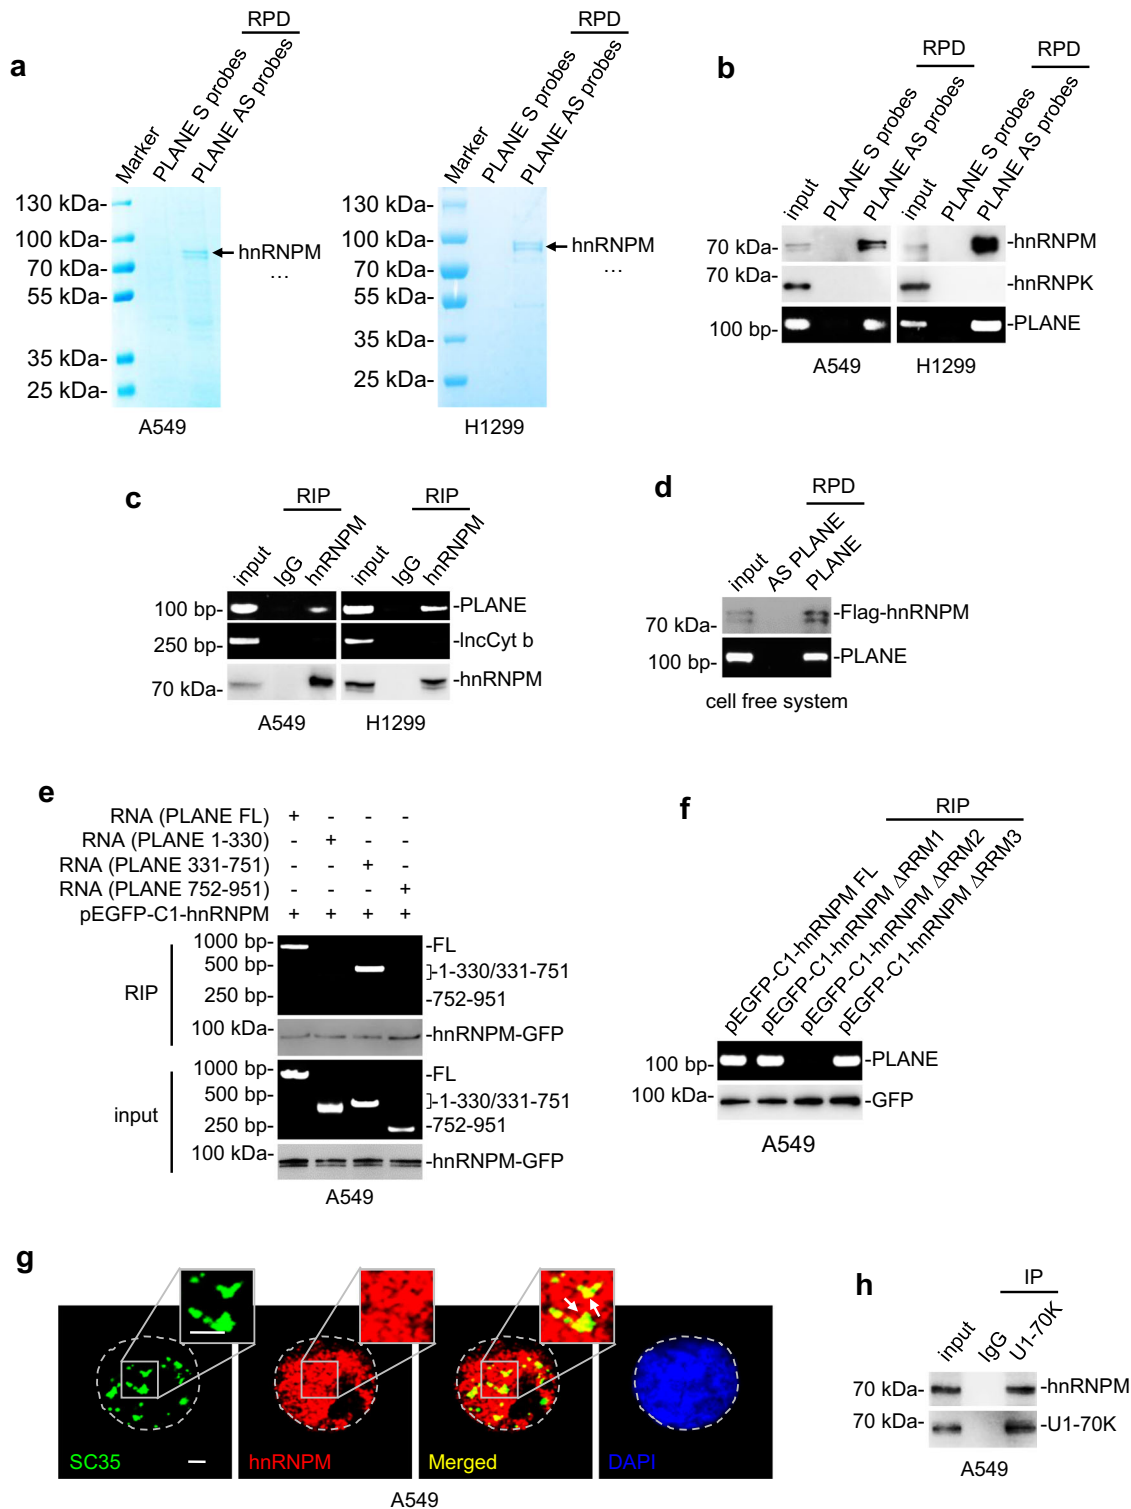 a
RPD
Marker
PLANE S probes
PLANE AS probes
130 kDa-
100 kDa-
70 kDa-
55 kDa-
35 kDa-
25 kDa-
hnRNPM
...
A549
RPD
Marker
PLANE S probes
PLANE AS probes
130 kDa-
100 kDa-
70 kDa-
55 kDa-
35 kDa-
25 kDa-
hnRNPM
...
H1299
b
RPD
RPD
input
PLANE S probes
PLANE AS probes
input
PLANE S probes
PLANE AS probes
70 kDa-
-hnRNPM
70 kDa-
-hnRNPK
100 bp-
-PLANE
A549
H1299
c
RIP
RIP
input
IgG
hnRNPM
input
IgG
hnRNPM
100 bp-
-PLANE
250 bp-
-lncCyt b
70 kDa-
-hnRNPM
A549
H1299
d
RPD
input
AS PLANE
PLANE
70 kDa-
-Flag-hnRNPM
100 bp-
-PLANE
cell free system
e
RNA (PLANE FL) + - - -
RNA (PLANE 1-330) - + - -
RNA (PLANE 331-751) - - + -
RNA (PLANE 752-951) - - - +
pEGFP-C1-hnRNPM + + + +
RIP
1000 bp-
500 bp-
250 bp-
100 kDa-
-FL
]-1-330/331-751
-752-951
-hnRNPM-GFP
input
1000 bp-
500 bp-
250 bp-
100 kDa-
-FL
]-1-330/331-751
-752-951
-hnRNPM-GFP
A549
f
RIP
pEGFP-C1-hnRNPM FL
pEGFP-C1-hnRNPM ΔRRM1
pEGFP-C1-hnRNPM ΔRRM2
pEGFP-C1-hnRNPM ΔRRM3
100 bp-
-PLANE
100 kDa-
-GFP
A549
g
SC35
hnRNPM
Merged
DAPI
A549
h
IP
input
IgG
U1-70K
70 kDa-
-hnRNPM
70 kDa-
-U1-70K
A549